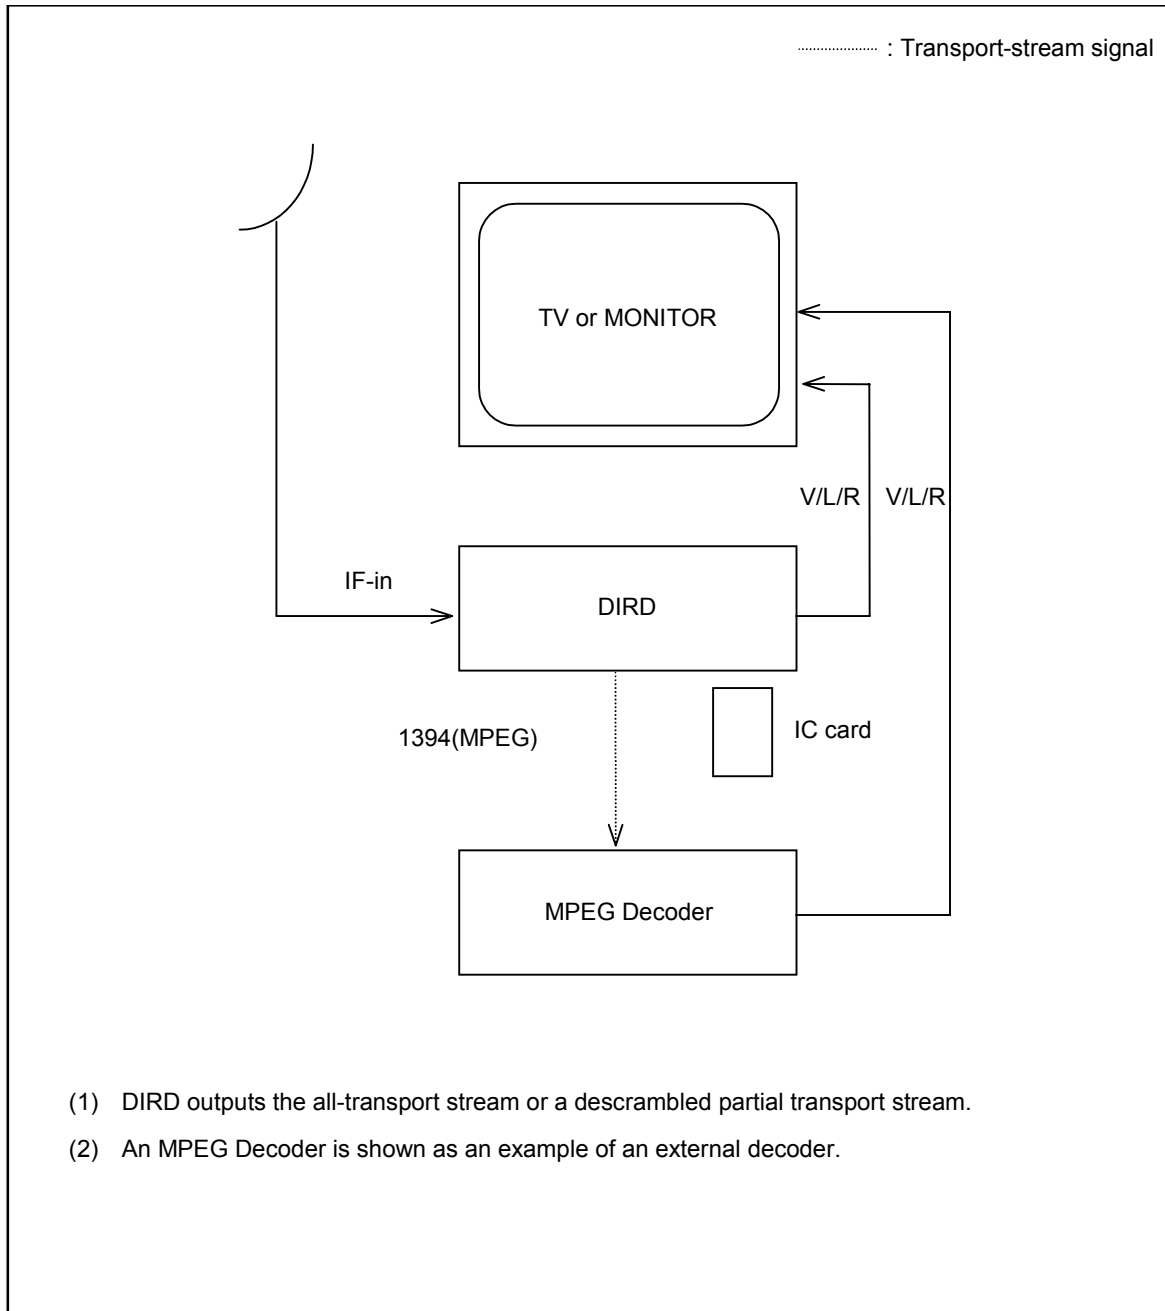 : Transport-stream signal
TV or MONITOR
V/L/R V/L/R
IF-in
DIRD
1394(MPEG)
IC card
MPEG Decoder
(1) DIRD outputs the all-transport stream or a descrambled partial transport stream.
(2) An MPEG Decoder is shown as an example of an external decoder.